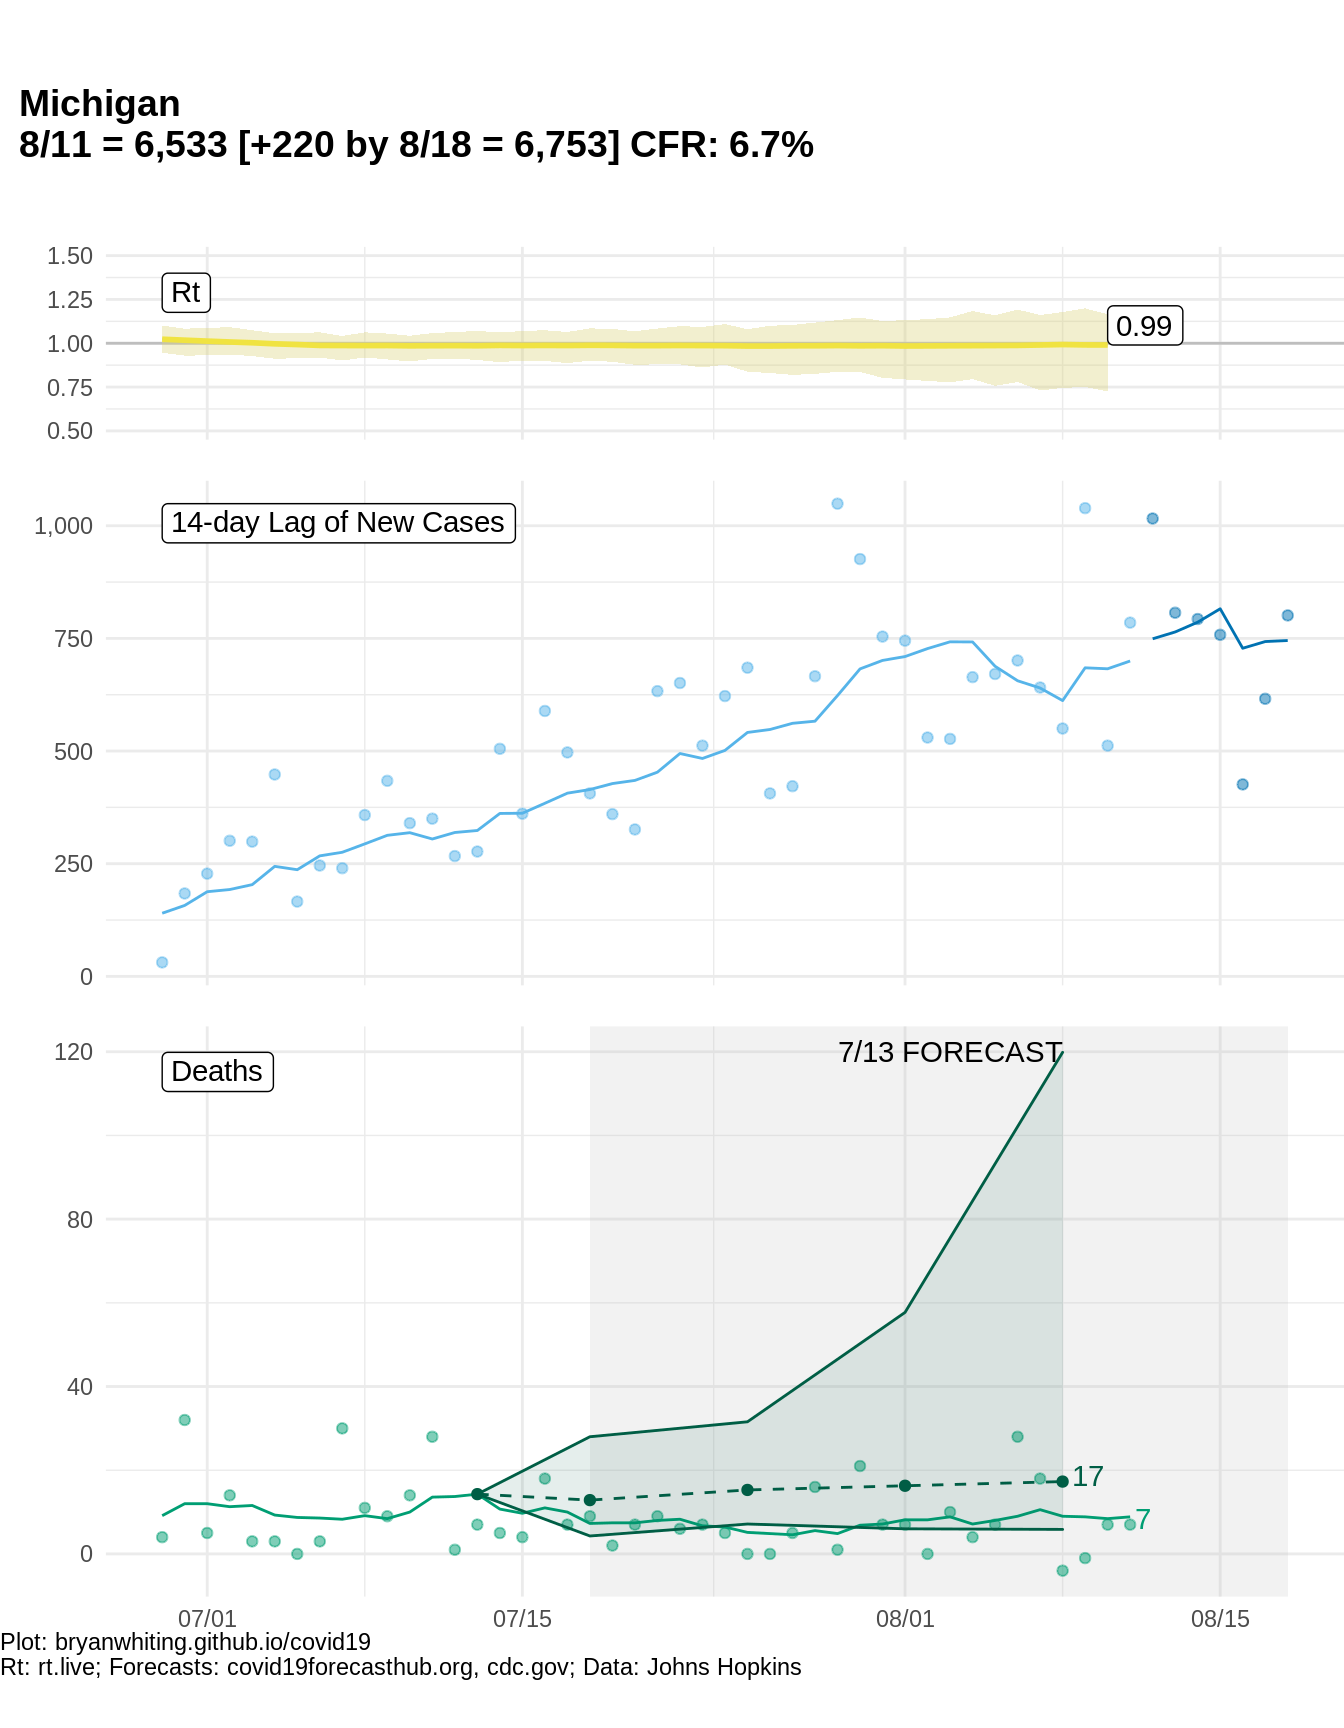 Michigan
8/11 = 6,533 [+220 by 8/18 = 6,753] CFR: 6.7%
1.50
Rt
1.25
0.99
1.00
0.75
0.50
14-day Lag of New Cases
1,000
750
500
250
0
7/13 FORECAST
120
Deaths
80
40
17
7
0
07/01 07/15 08/01 08/15
Plot: bryanwhiting.github.io/covid19
Rt: rt.live; Forecasts: covid19forecasthub.org, cdc.gov; Data: Johns Hopkins